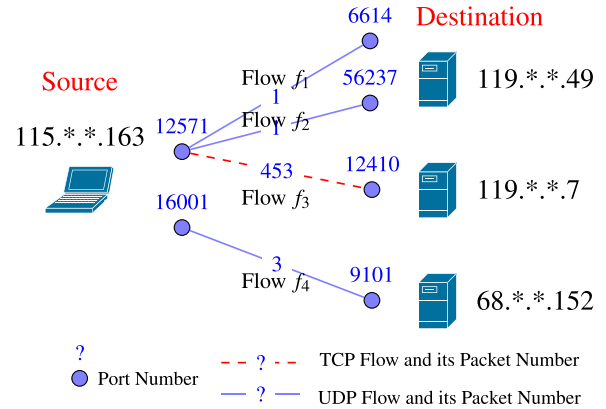 6614
Destination
Source
Flow f1
1
56237
119.*.*.49
115.*.*.163
12571
Flow f2
1
453
12410
119.*.*.7
16001
Flow f3
3
9101
Flow f4
68.*.*.152
?
Port Number
? TCP Flow and its Packet Number
? UDP Flow and its Packet Number